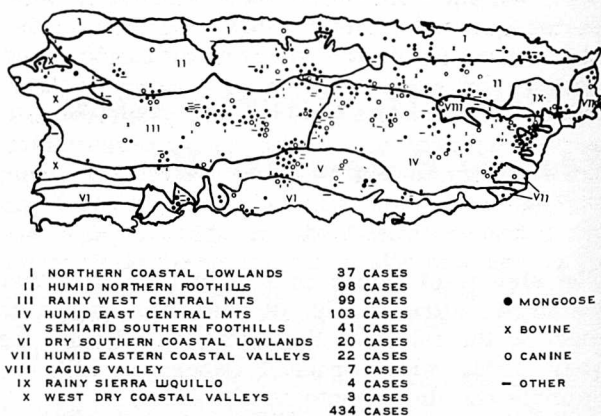 I
I
I
II
II
IX
VIII
X
III
X
V
IV
VI
VI
VII
I NORTHERN COASTAL LOWLANDS 37 CASES
II HUMID NORTHERN FOOTHILLS 98 CASES
III RAINY WEST CENTRAL MTS 99 CASES
IV HUMID EAST CENTRAL MTS 103 CASES
V SEMIARID SOUTHERN FOOTHILLS 41 CASES
VI DRY SOUTHERN COASTAL LOWLANDS 20 CASES
VII HUMID EASTERN COASTAL VALLEYS 22 CASES
VIII CAGUAS VALLEY 7 CASES
IX RAINY SIERRA LUQUILLO 4 CASES
X WEST DRY COASTAL VALLEYS 3 CASES
434 CASES
● MONGOOSE
X BOVINE
O CANINE
– OTHER